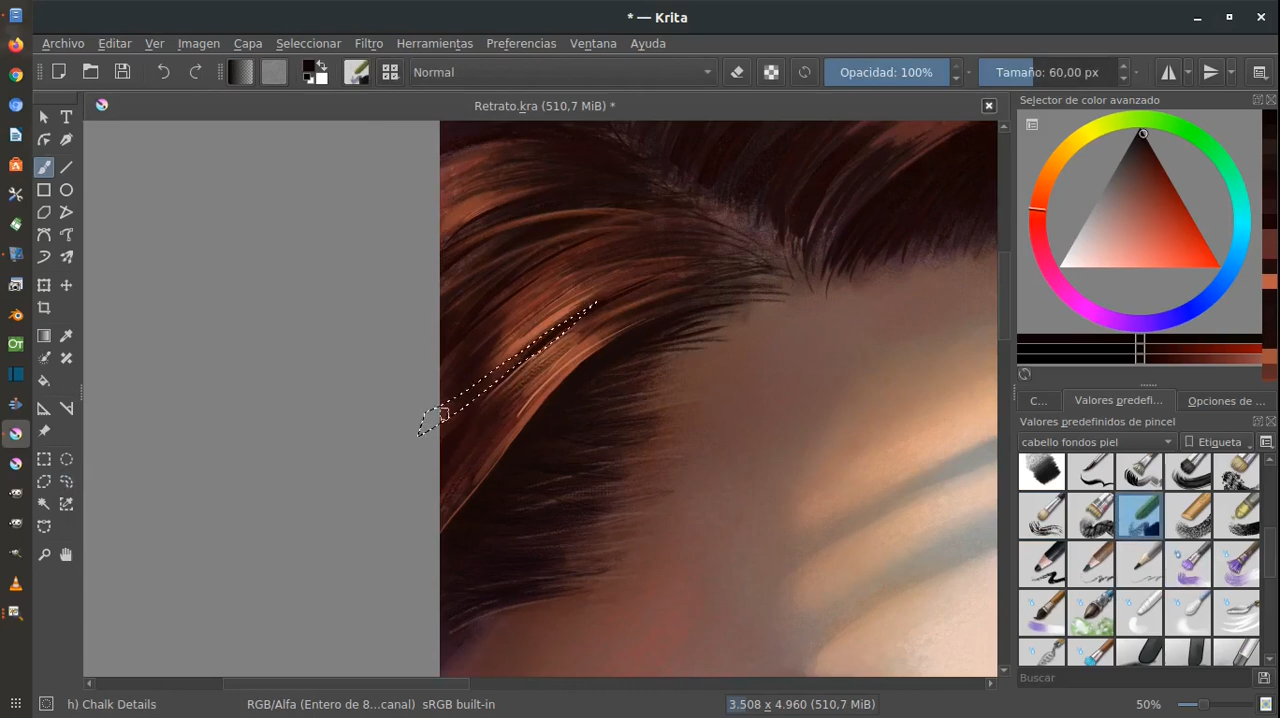 * — Krita
Archivo Editar Ver Imagen Capa Seleccionar Filtro Herramientas Preferencias Ventana Ayuda
Normal Opacidad: 100% Tamaño: 60,00 px
Retrato.kra (510,7 MiB) *
Selector de color avanzado
C... Valores predefi... Opciones de ...
Valores predefinidos de pincel
cabello fondos piel Etiqueta
Buscar
h) Chalk Details RGB/Alfa (Entero de 8...canal) sRGB built-in 3.508 x 4.960 (510,7 MiB) 50%